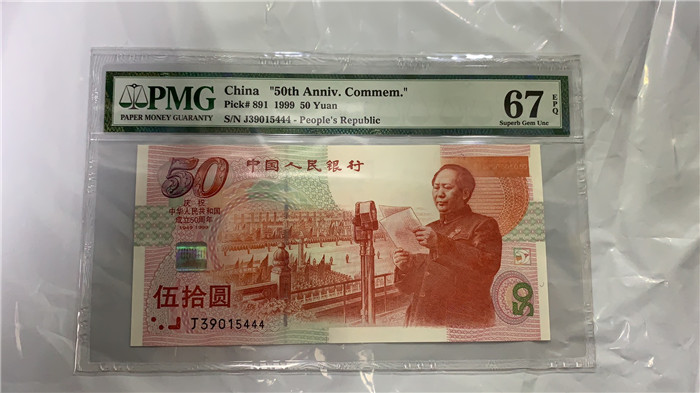 PMG
PAPER MONEY GUARANTY
China "50th Anniv. Commem."
Pick# 891 1999 50 Yuan
S/N J39015444 - People's Republic
67
EPQ
Superb Gem Unc
50
中国人民银行
庆祝
中华人民共和国
成立50周年
1949-1999
伍拾圆
J39015444
50